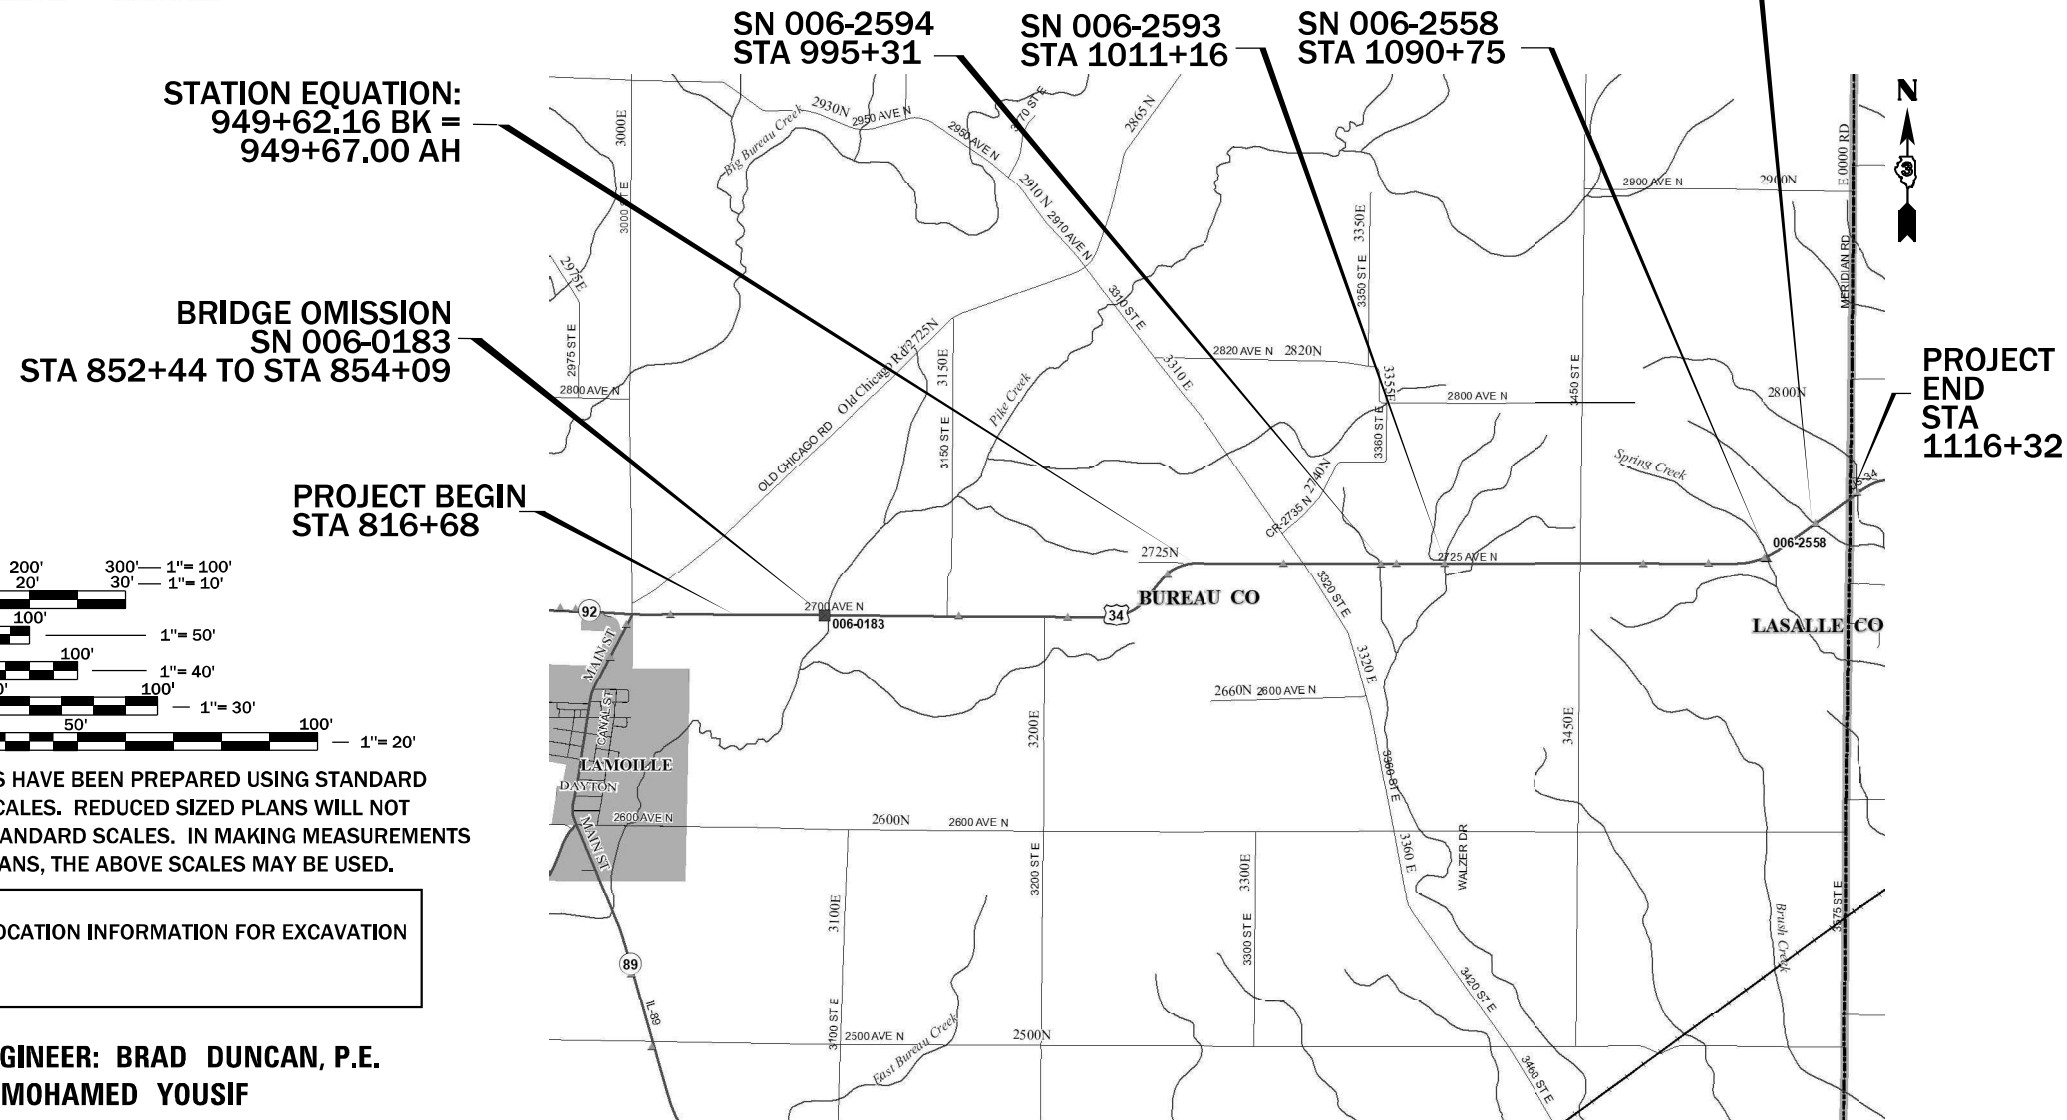 SN 006-2594
STA 995+31
SN 006-2593
STA 1011+16
SN 006-2558
STA 1090+75
STATION EQUATION:
949+62.16 BK =
949+67.00 AH
BRIDGE OMISSION
SN 006-0183
STA 852+44 TO STA 854+09
PROJECT BEGIN
STA 816+68
PROJECT
END
STA
1116+32
N
3
200' 300' 1"= 100'
20' 30' 1"= 10'
100'
1"= 50'
100'
1"= 40'
100'
1"= 30'
50' 100'
1"= 20'
HAVE BEEN PREPARED USING STANDARD
REDUCED SIZED PLANS WILL NOT
SCALES. IN MAKING MEASUREMENTS
THE ABOVE SCALES MAY BE USED.
INFORMATION FOR EXCAVATION
BRAD DUNCAN, P.E.
MOHAMED YOUSIF
3000E
3000 ST E
Big Bureau Creek
2930N
2950 AVE N
2950 AVE N
2865 N
2910 N
2910 AVE N
2975E
2975 ST E
2800 AVE N
Old Chicago Rd/2725N
OLD CHICAGO RD
3150E
3150 ST E
Pike Creek
3310 ST E
3310 E
3350E
3350 ST E
2820 AVE N 2820N
3355E
3360 ST E
2800 AVE N
3450 ST E
2900 AVE N 2900N
E 0000 RD
MERIDIAN RD
2800N
Spring Creek
2740N
CR-2735 N
2725N
2725 AVE N
006-2558
BUREAU CO
LASALLE CO
92
2700 AVE N
006-0183
34
3320 ST E
3320 E
MAIN ST
CANAL ST
LAMOILLE
DAYTON
2600 AVE N
MAIN ST
2660N 2600 AVE N
3200E
3450E
3360 ST E
2600N 2600 AVE N
3200 ST E
3300E
3360 E
WALZER DR
3100E
3300 ST E
3575 ST E
Brush Creek
89
IL-89
3100 ST E
2500 AVE N 2500N
East Bureau Creek
3420 ST E
3460 ST E